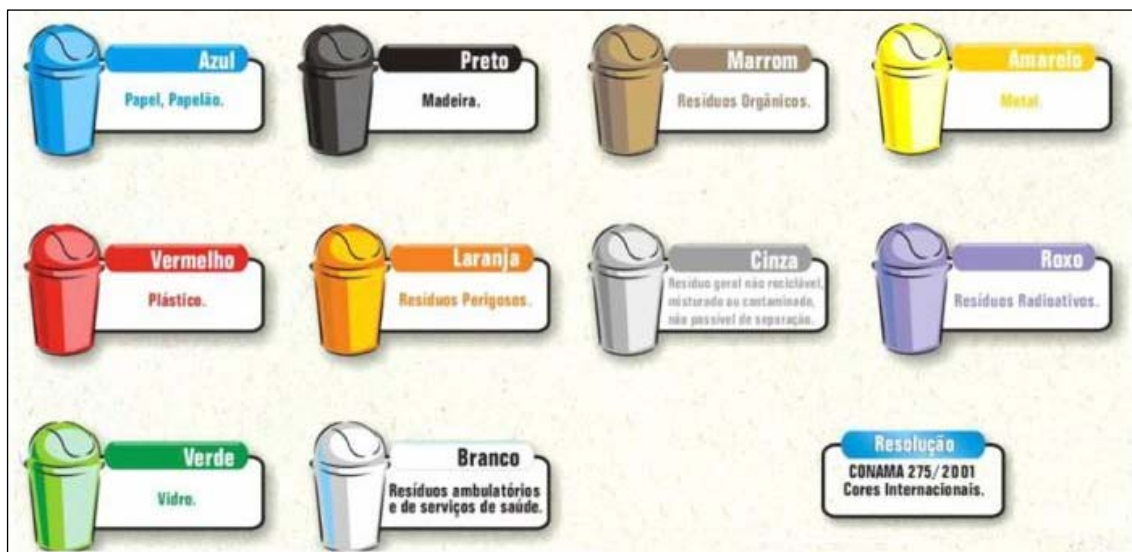 Azul
Papel, Papelão.
Preto
Madeira.
Marrom
Resíduos Orgânicos.
Amarelo
Metal.
Vermelho
Plástico.
Laranja
Resíduos Perigosos.
Cinza
Resíduo geral não reciclável,
misturado ou contaminado,
não passível de separação.
Roxo
Resíduos Radioativos.
Verde
Vidro.
Branco
Resíduos ambulatórios
e de serviços de saúde.
Resolução
CONAMA 275/2001
Cores Internacionais.